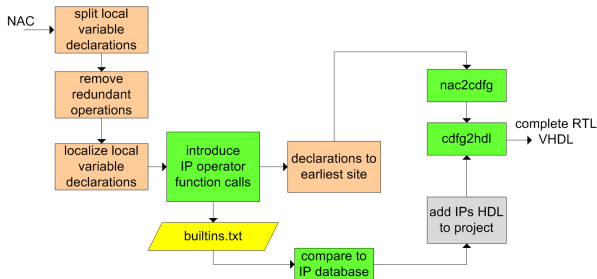 NAC
split local
variable
declarations
remove
redundant
operations
localize local
variable
declarations
introduce
IP operator
function calls
declarations to
earliest site
builtins.txt
compare to
IP database
add IPs HDL
to project
nac2cdfg
cdfg2hdl
complete RTL
VHDL